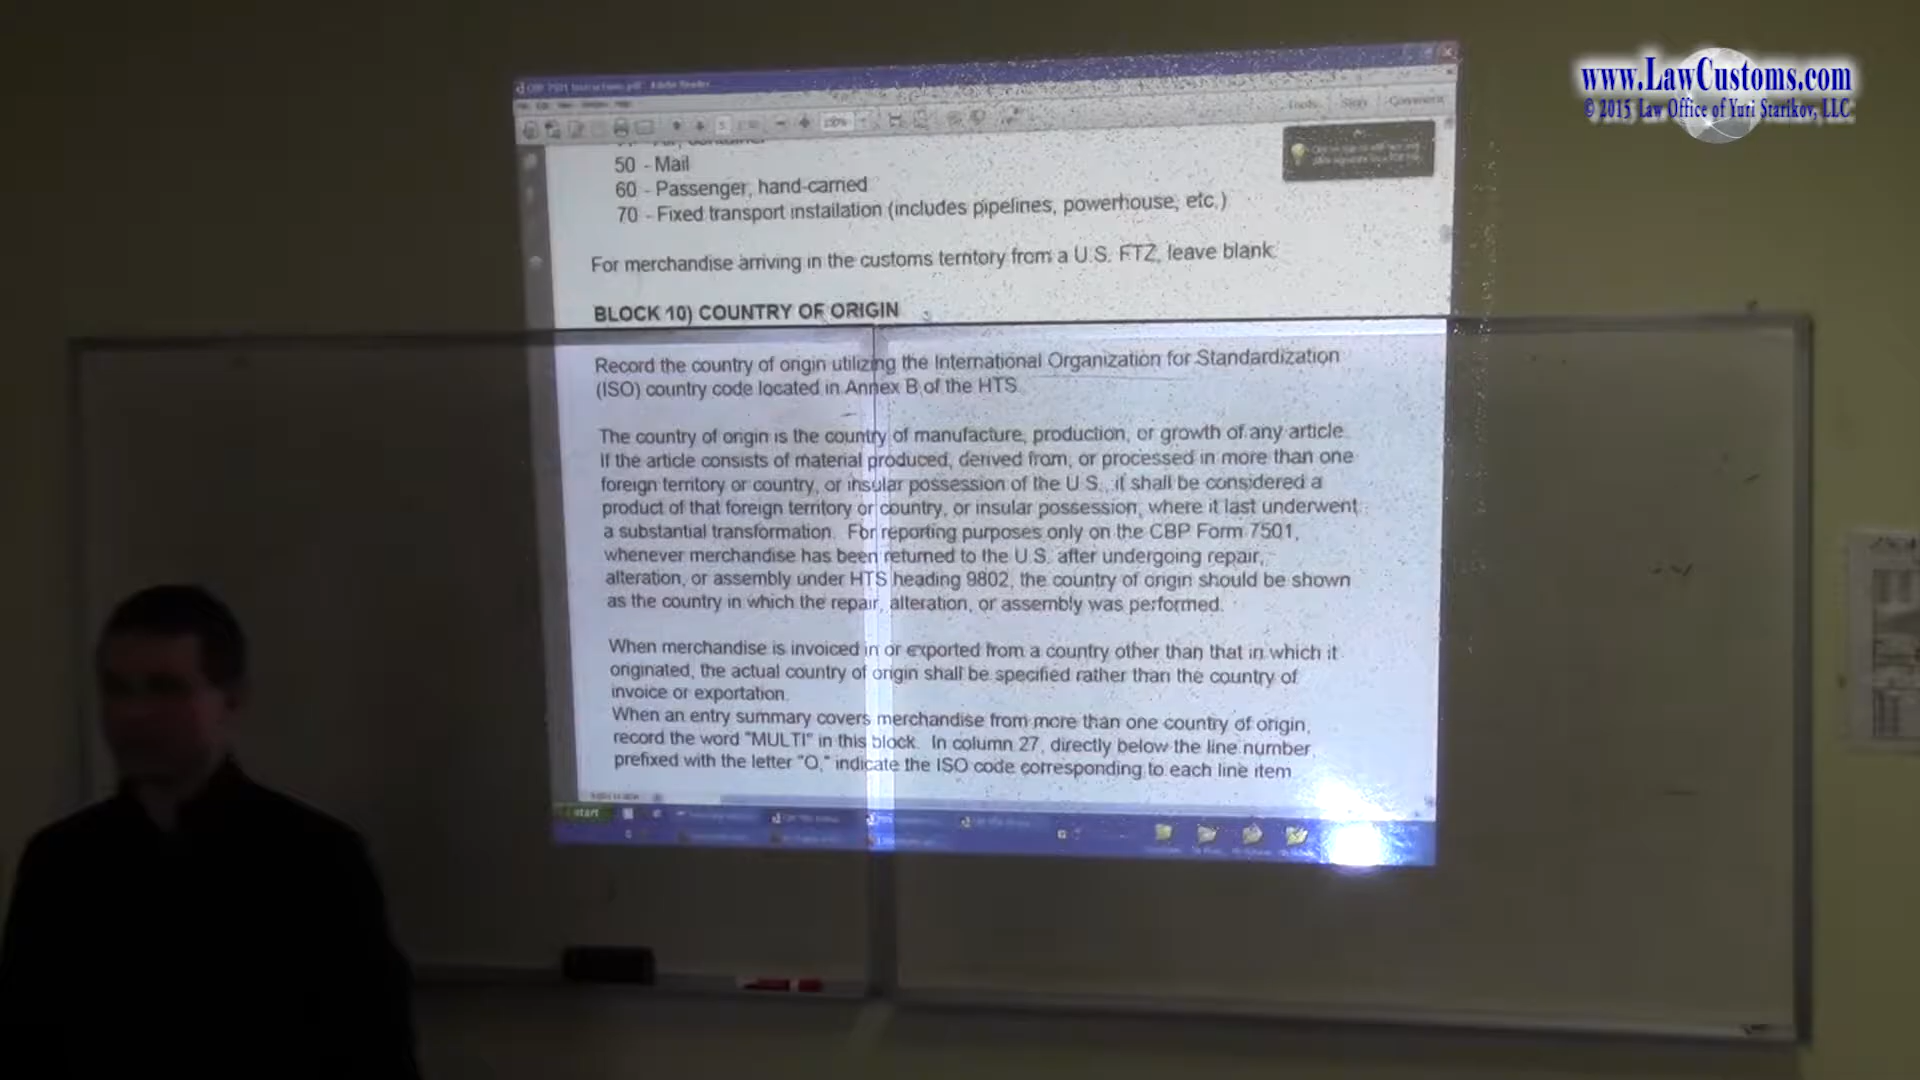 www.LawCustoms.com
© 2015 Law Office of Yuri Starikov, LLC
CBP 7501 Instructions.pdf - Adobe Reader
Tools Sign Comment
50 - Mail
60 - Passenger, hand-carried
70 - Fixed transport installation (includes pipelines, powerhouse, etc.)
For merchandise arriving in the customs territory from a U.S. FTZ, leave blank.
BLOCK 10) COUNTRY OF ORIGIN
Record the country of origin utilizing the International Organization for Standardization
(ISO) country code located in Annex B of the HTS.
The country of origin is the country of manufacture, production, or growth of any article.
If the article consists of material produced, derived from, or processed in more than one
foreign territory or country, or insular possession of the U.S., it shall be considered a
product of that foreign territory or country, or insular possession, where it last underwent
a substantial transformation. For reporting purposes only on the CBP Form 7501,
whenever merchandise has been returned to the U.S. after undergoing repair,
alteration, or assembly under HTS heading 9802, the country of origin should be shown
as the country in which the repair, alteration, or assembly was performed.
When merchandise is invoiced in or exported from a country other than that in which it
originated, the actual country of origin shall be specified rather than the country of
invoice or exportation.
When an entry summary covers merchandise from more than one country of origin,
record the word "MULTI" in this block. In column 27, directly below the line number,
prefixed with the letter "O," indicate the ISO code corresponding to each line item
start